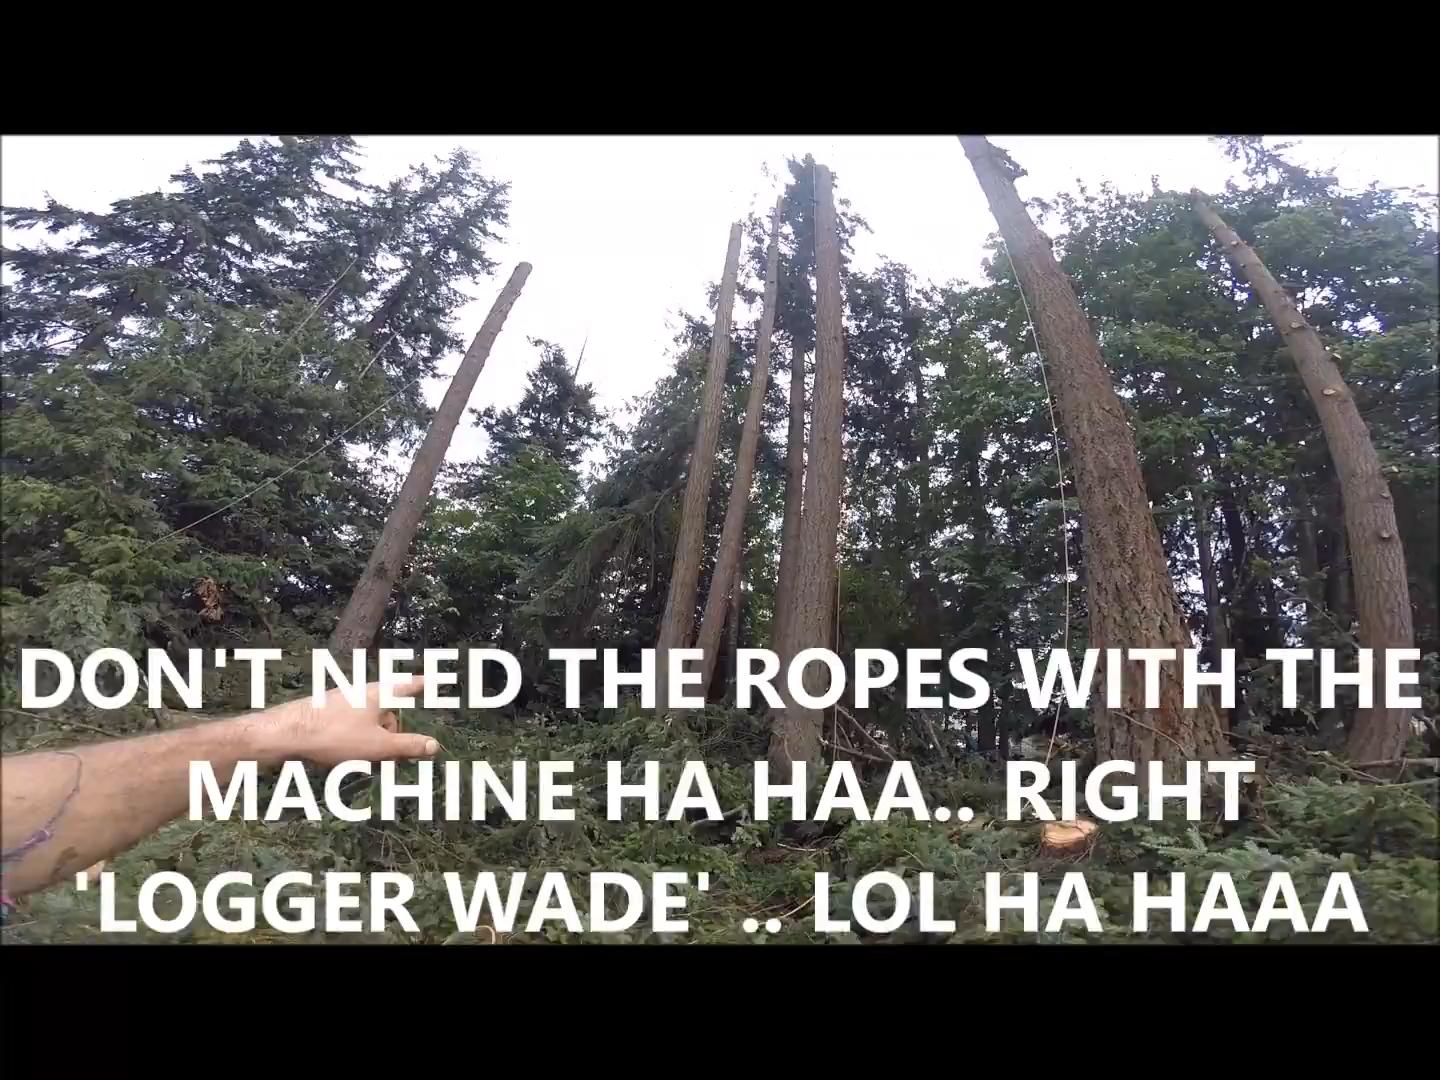 DON'T NEED THE ROPES WITH THE
MACHINE HA HAA.. RIGHT
'LOGGER WADE' .. LOL HA HAAA